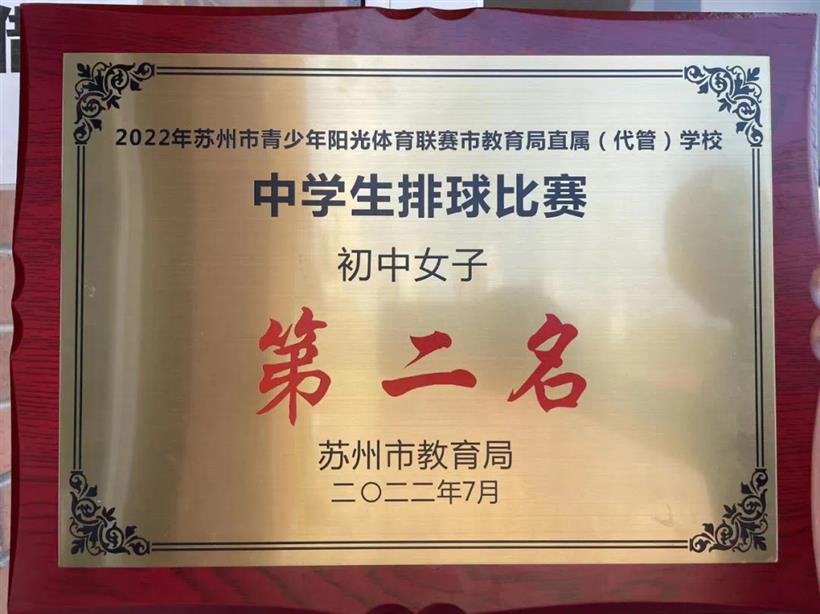 2022年苏州市青少年阳光体育联赛市教育局直属（代管）学校
中学生排球比赛
初中女子
第二名
苏州市教育局
二〇二二年7月